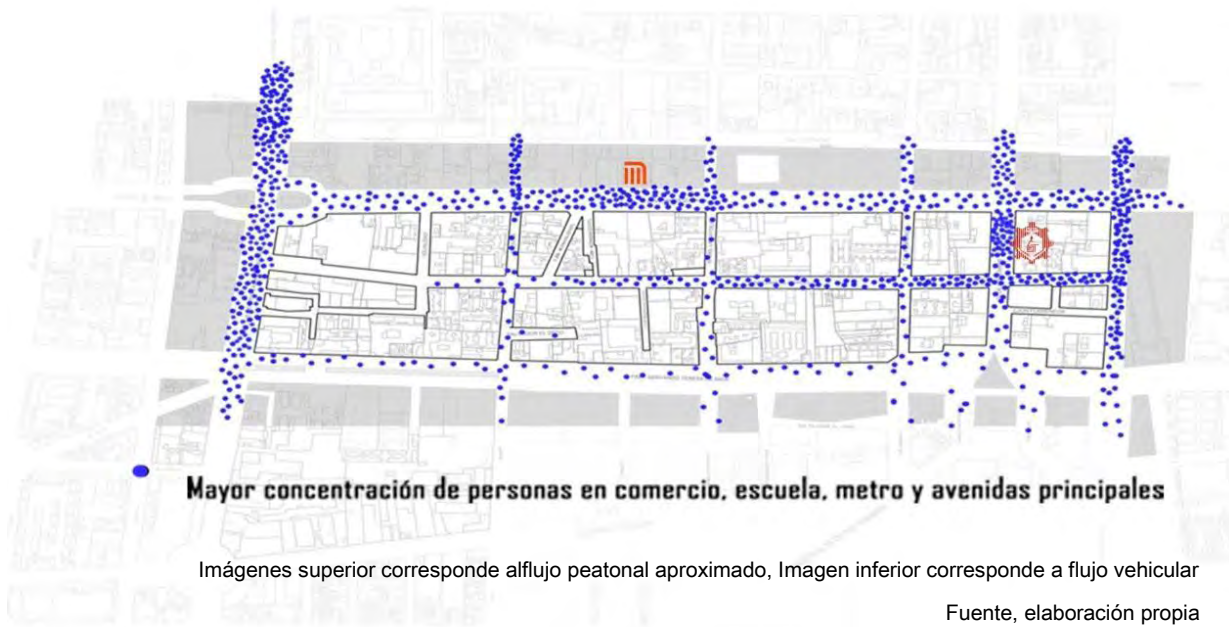 Mayor concentración de personas en comercio, escuela, metro y avenidas principales
Imágenes superior corresponde alflujo peatonal aproximado, Imagen inferior corresponde a flujo vehicular
Fuente, elaboración propia